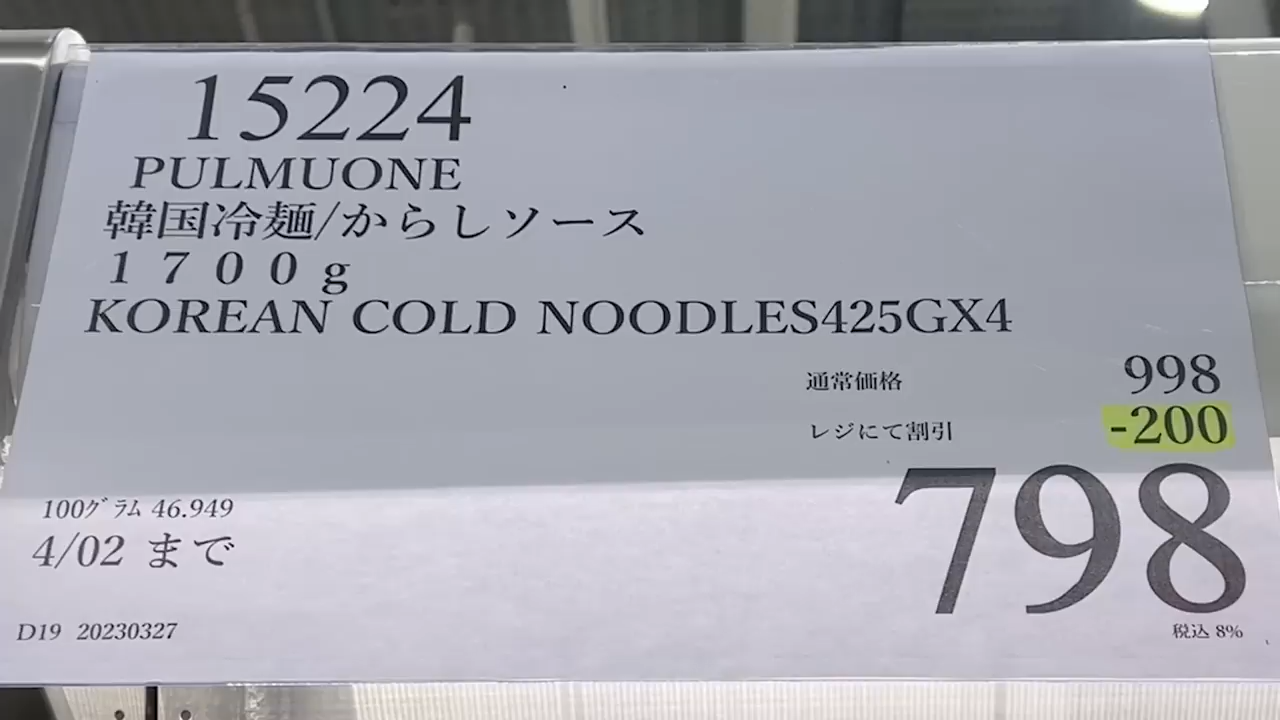 15224
PULMUONE
韓国冷麺/からしソース
１７００ｇ
KOREAN COLD NOODLES425GX4
通常価格 998
レジにて割引 -200
798
100ｸﾞﾗﾑ 46.949
4/02 まで
税込 8%
D19 20230327